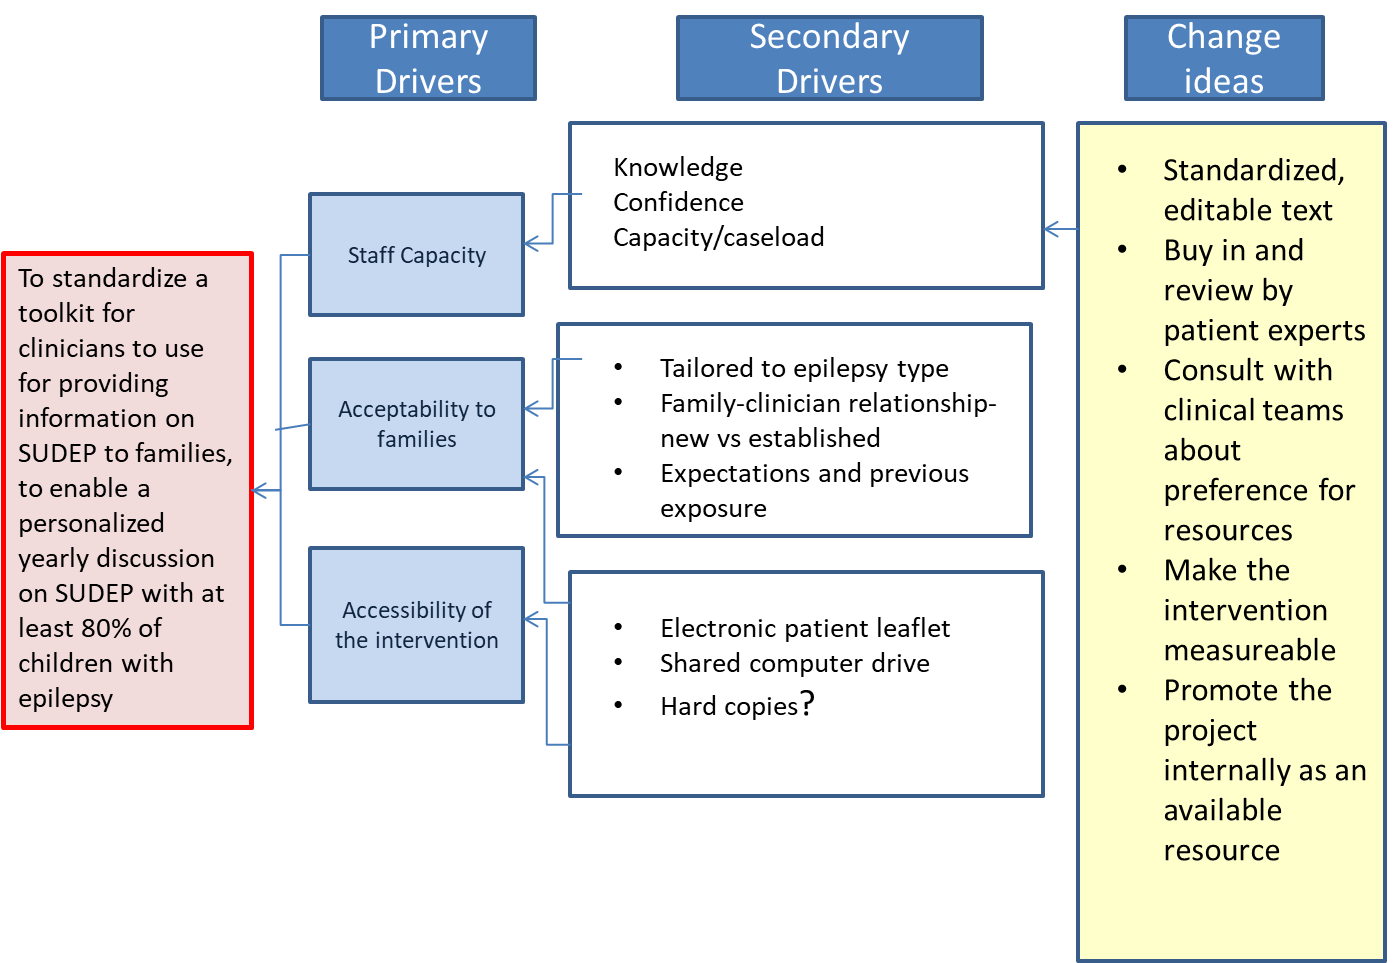 Primary
Drivers
Secondary
Drivers
Change
ideas
To standardize a
toolkit for
clinicians to use
for providing
information on
SUDEP to families,
to enable a
personalized
yearly discussion
on SUDEP with at
least 80% of
children with
epilepsy
Staff Capacity
Acceptability to
families
Accessibility of
the intervention
Knowledge
Confidence
Capacity/caseload
• Tailored to epilepsy type
• Family-clinician relationship-
new vs established
• Expectations and previous
exposure
• Electronic patient leaflet
• Shared computer drive
• Hard copies?
• Standardized,
editable text
• Buy in and
review by
patient experts
• Consult with
clinical teams
about
preference for
resources
• Make the
intervention
measureable
• Promote the
project
internally as an
available
resource